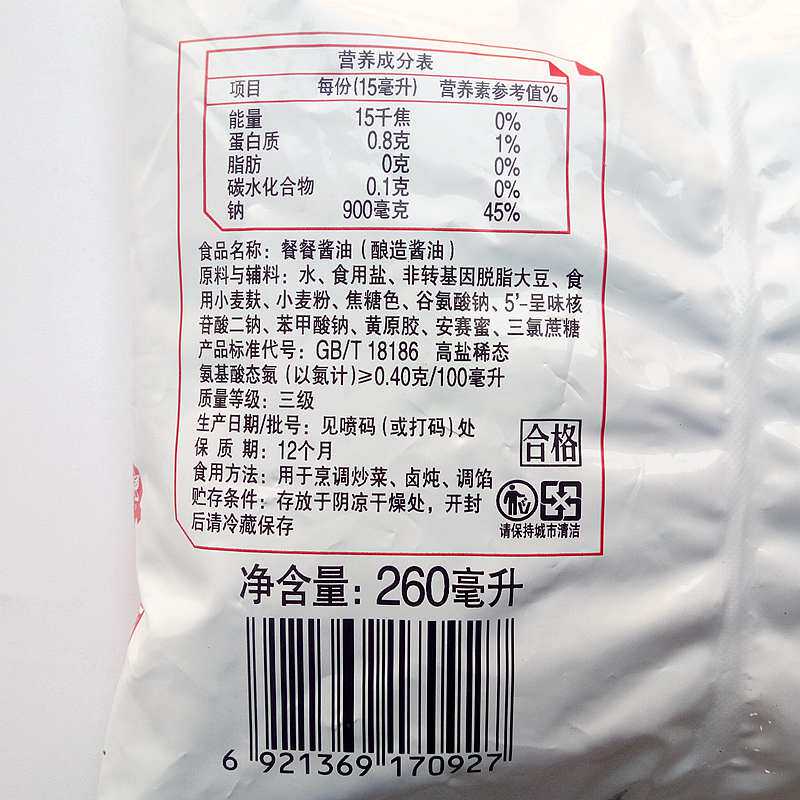 营养成分表
项目 每份(15毫升) 营养素参考值%
能量 15千焦 0%
蛋白质 0.8克 1%
脂肪 0克 0%
碳水化合物 0.1克 0%
钠 900毫克 45%
食品名称：餐餐酱油（酿造酱油）
原料与辅料：水、食用盐、非转基因脱脂大豆、食
用小麦麸、小麦粉、焦糖色、谷氨酸钠、5'-呈味核
苷酸二钠、苯甲酸钠、黄原胶、安赛蜜、三氯蔗糖
产品标准代号：GB/T 18186 高盐稀态
氨基酸态氮（以氮计）≥0.40克/100毫升
质量等级：三级
生产日期/批号：见喷码（或打码）处
保 质 期：12个月
合格
食用方法：用于烹调炒菜、卤炖、调馅
贮存条件：存放于阴凉干燥处，开封
后请冷藏保存
请保持城市清洁
净含量：260毫升
6 921369 170927